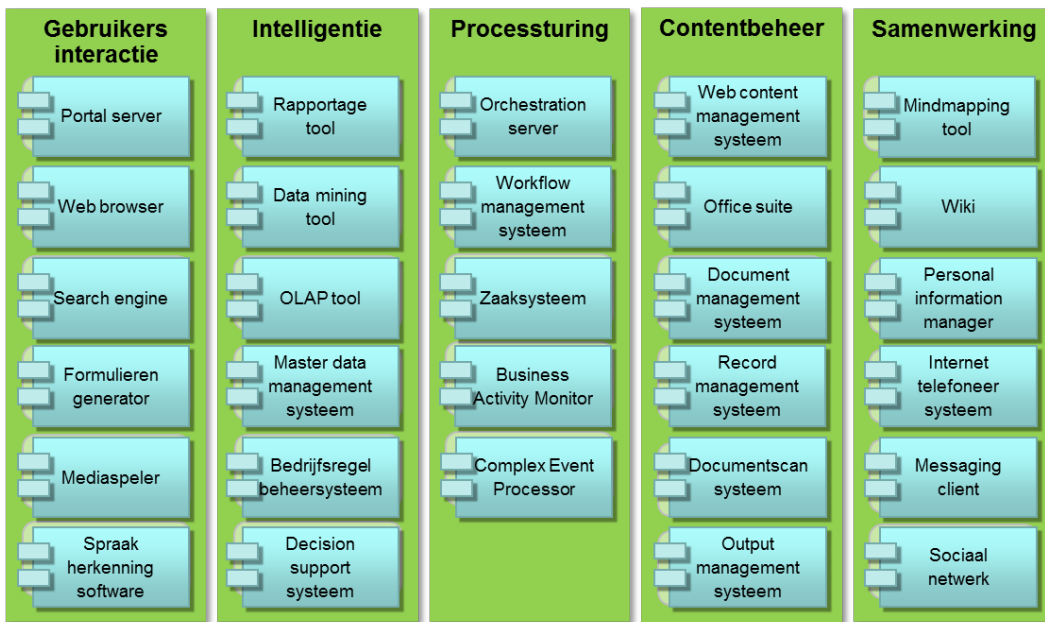 Gebruikers
interactie
Portal server
Web browser
Search engine
Formulieren
generator
Mediaspeler
Spraak
herkenning
software
Intelligentie
Rapportage
tool
Data mining
tool
OLAP tool
Master data
management
systeem
Bedrijfsregel
beheersysteem
Decision
support
systeem
Processturing
Orchestration
server
Workflow
management
systeem
Zaaksysteem
Business
Activity Monitor
Complex Event
Processor
Contentbeheer
Web content
management
systeem
Office suite
Document
management
systeem
Record
management
systeem
Documentscan
systeem
Output
management
systeem
Samenwerking
Mindmapping
tool
Wiki
Personal
information
manager
Internet
telefoneer
systeem
Messaging
client
Sociaal
netwerk